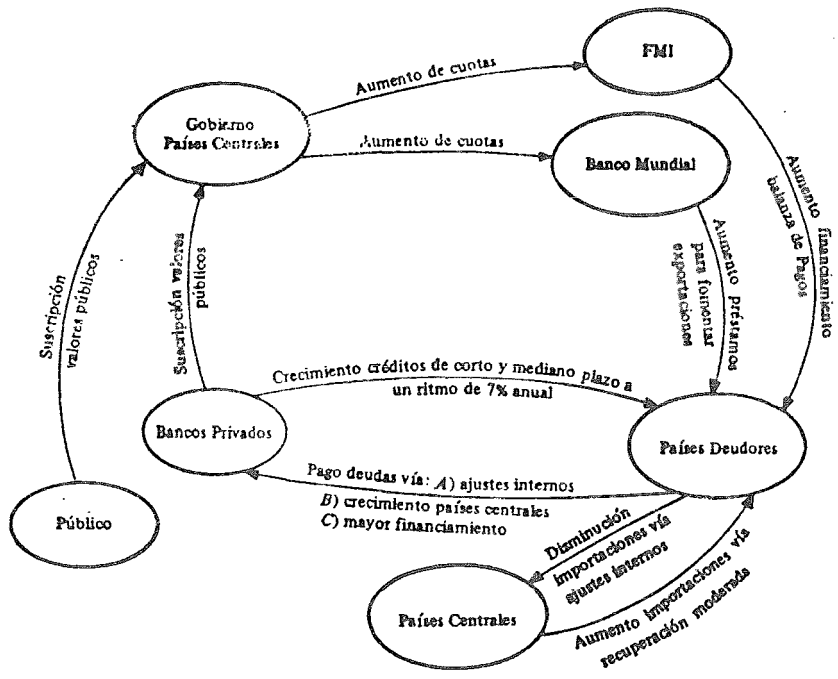 FMI
Aumento de cuotas
Gobierno
Países Centrales
Aumento de cuotas
Banco Mundial
Aumento financiamiento
balanza de Pagos
Aumento préstamos
para fomentar
exportaciones
Suscripción
valores públicos
Suscripción valores
públicos
Crecimiento créditos de corto y mediano plazo a
un ritmo de 7% anual
Bancos Privados
Países Deudores
Pago deudas vía: A) ajustes internos
B) crecimiento países centrales
C) mayor financiamiento
Público
Disminución
importaciones vía
ajustes internos
Países Centrales
Aumento importaciones vía
recuperación moderada